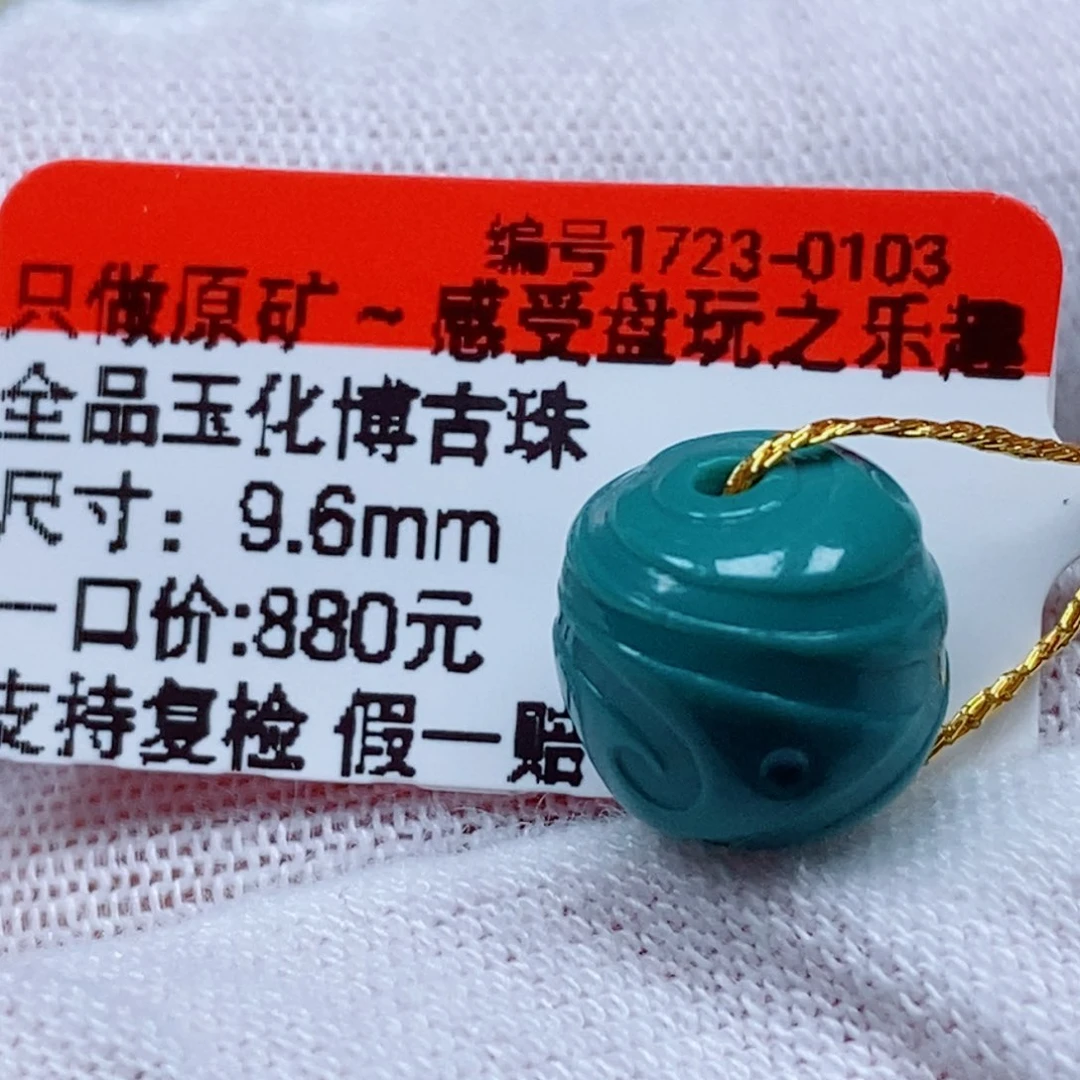 编号1723-0103
只做原矿～感受盘玩之乐趣
全品玉化博古珠
尺寸：9.6mm
一口价:880元
支持复检 假一赔